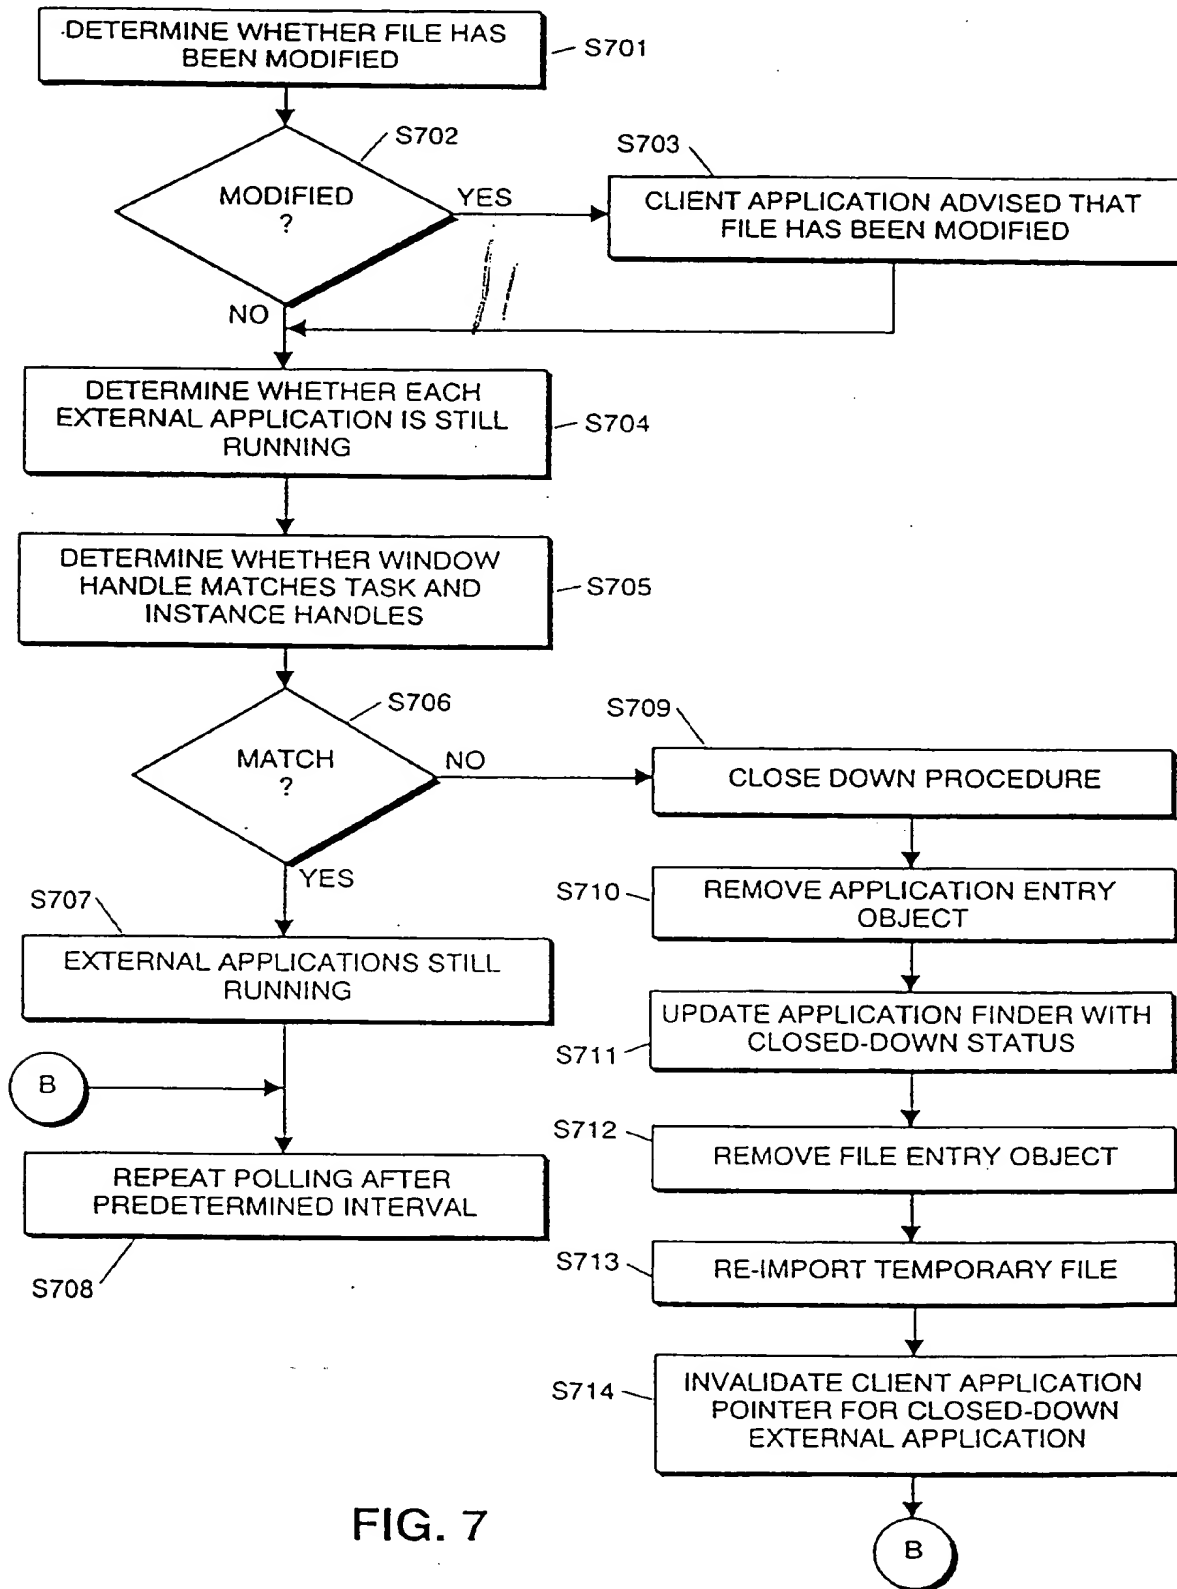 DETERMINE WHETHER FILE HAS
BEEN MODIFIED
S701
S702
MODIFIED
?
YES
NO
S703
CLIENT APPLICATION ADVISED THAT
FILE HAS BEEN MODIFIED
DETERMINE WHETHER EACH
EXTERNAL APPLICATION IS STILL
RUNNING
S704
DETERMINE WHETHER WINDOW
HANDLE MATCHES TASK AND
INSTANCE HANDLES
S705
S706
MATCH
?
NO
YES
S707
EXTERNAL APPLICATIONS STILL
RUNNING
B
REPEAT POLLING AFTER
PREDETERMINED INTERVAL
S708
S709
CLOSE DOWN PROCEDURE
S710
REMOVE APPLICATION ENTRY
OBJECT
S711
UPDATE APPLICATION FINDER WITH
CLOSED-DOWN STATUS
S712
REMOVE FILE ENTRY OBJECT
S713
RE-IMPORT TEMPORARY FILE
S714
INVALIDATE CLIENT APPLICATION
POINTER FOR CLOSED-DOWN
EXTERNAL APPLICATION
B
FIG. 7